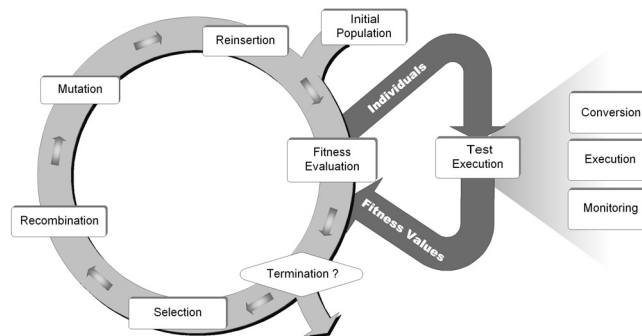 Initial
Population
Reinsertion
Mutation
Individuals
Conversion
Fitness
Evaluation
Test
Execution
Execution
Recombination
Fitness Values
Monitoring
Termination ?
Selection